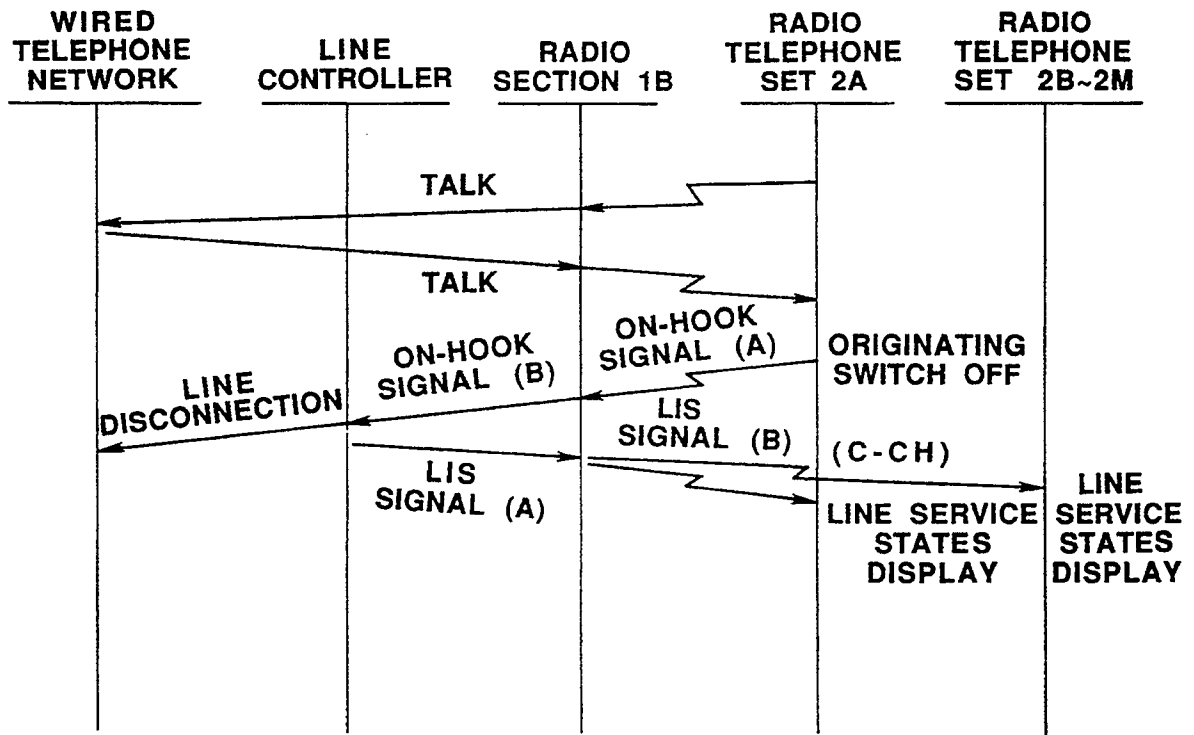 WIRED
TELEPHONE
NETWORK
LINE
CONTROLLER
RADIO
SECTION 1B
RADIO
TELEPHONE
SET 2A
RADIO
TELEPHONE
SET 2B~2M
TALK
TALK
ON-HOOK
SIGNAL (A)
ORIGINATING
SWITCH OFF
ON-HOOK
SIGNAL (B)
LINE
DISCONNECTION
LIS
SIGNAL (B)
(C-CH)
LIS
SIGNAL (A)
LINE SERVICE
STATES
DISPLAY
LINE
SERVICE
STATES
DISPLAY